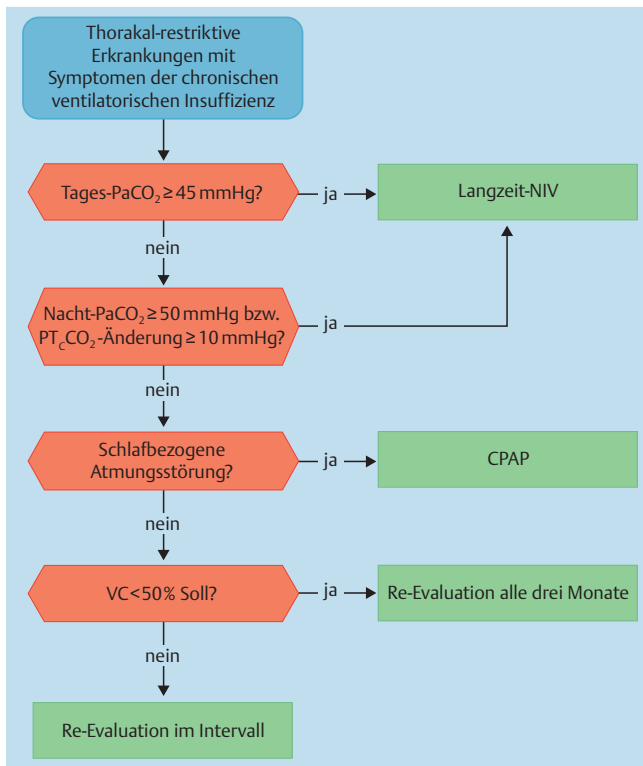 Thorakal-restriktive
Erkrankungen mit
Symptomen der chronischen
ventilatorischen Insuffizienz
Tages-PaCO₂ ≥ 45 mmHg?
ja
Langzeit-NIV
nein
Nacht-PaCO₂ ≥ 50 mmHg bzw.
PT꜀CO₂-Änderung ≥ 10 mmHg?
ja
nein
Schlafbezogene
Atmungsstörung?
ja
CPAP
nein
VC < 50% Soll?
ja
Re-Evaluation alle drei Monate
nein
Re-Evaluation im Intervall